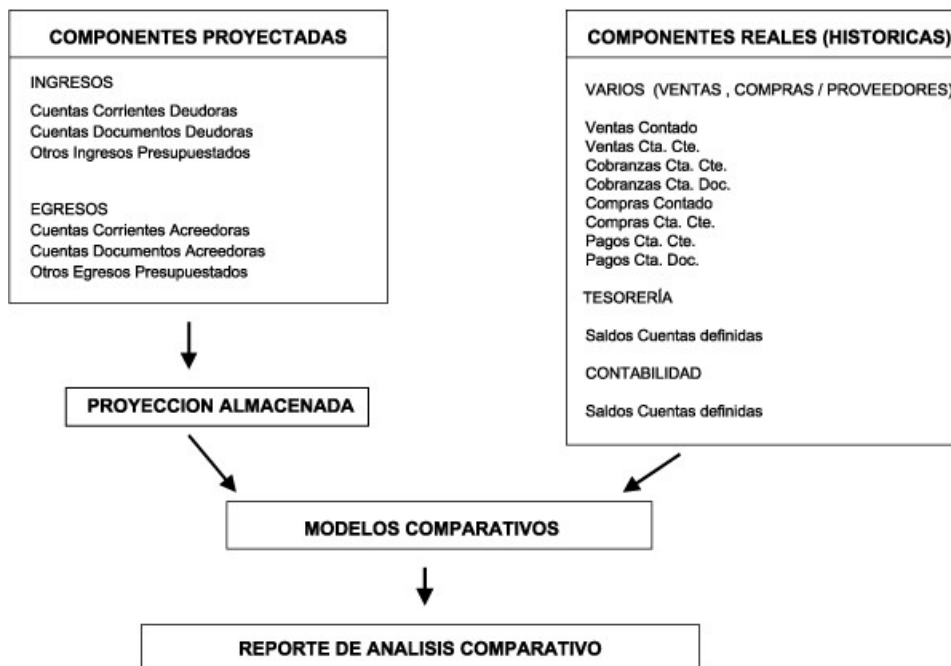 COMPONENTES PROYECTADAS
INGRESOS
Cuentas Corrientes Deudoras
Cuentas Documentos Deudoras
Otros Ingresos Presupuestados
EGRESOS
Cuentas Corrientes Acreedoras
Cuentas Documentos Acreedoras
Otros Egresos Presupuestados
PROYECCION ALMACENADA
COMPONENTES REALES (HISTORICAS)
VARIOS (VENTAS , COMPRAS / PROVEEDORES)
Ventas Contado
Ventas Cta. Cte.
Cobranzas Cta. Cte.
Cobranzas Cta. Doc.
Compras Contado
Compras Cta. Cte.
Pagos Cta. Cte.
Pagos Cta. Doc.
TESORERÍA
Saldos Cuentas definidas
CONTABILIDAD
Saldos Cuentas definidas
MODELOS COMPARATIVOS
REPORTE DE ANALISIS COMPARATIVO